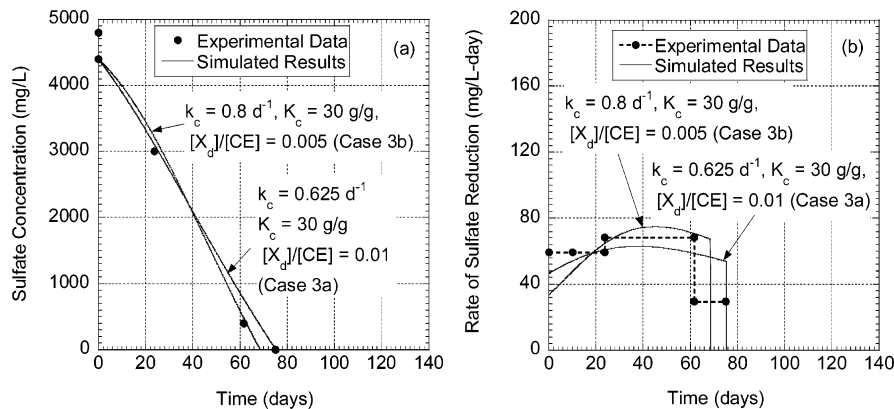 5000
4000
3000
2000
1000
0
Sulfate Concentration (mg/L)
Experimental Data
Simulated Results
(a)
k_c = 0.8 d⁻¹, K_c = 30 g/g,
[X_d]/[CE] = 0.005 (Case 3b)
k_c = 0.625 d⁻¹
K_c = 30 g/g
[X_d]/[CE] = 0.01
(Case 3a)
0 20 40 60 80 100 120 140
Time (days)
200
160
120
80
40
0
Rate of Sulfate Reduction (mg/L-day)
Experimental Data
Simulated Results
(b)
k_c = 0.8 d⁻¹, K_c = 30 g/g,
[X_d]/[CE] = 0.005 (Case 3b)
k_c = 0.625 d⁻¹, K_c = 30 g/g,
[X_d]/[CE] = 0.01 (Case 3a)
0 20 40 60 80 100 120 140
Time (days)